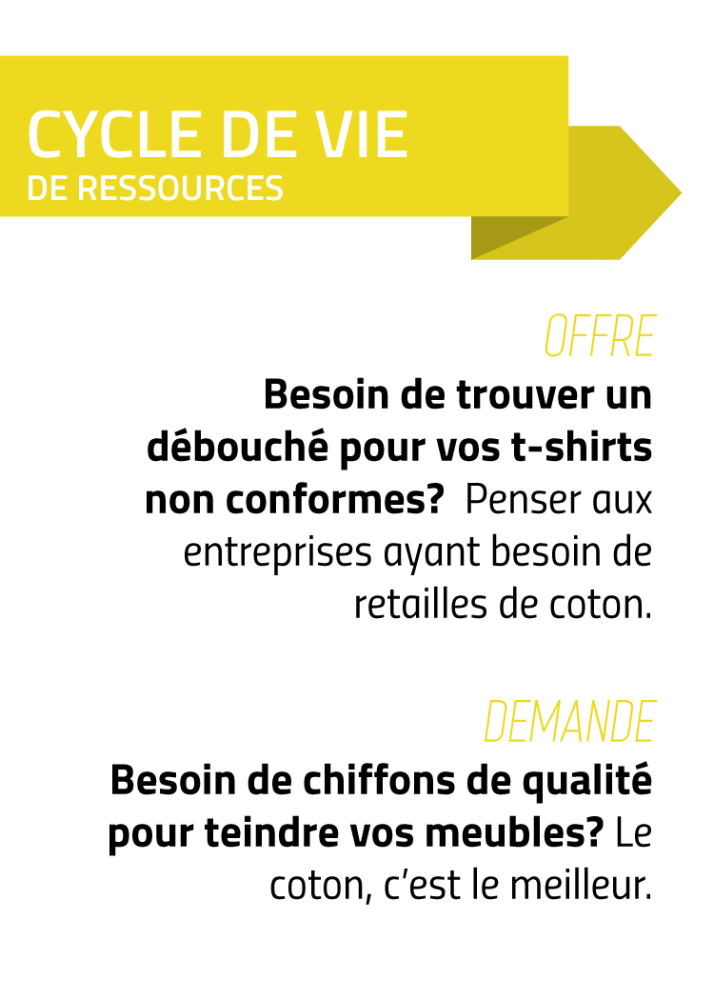 CYCLE DE VIE
DE RESSOURCES
OFFRE
Besoin de trouver un
débouché pour vos t-shirts
non conformes?  Penser aux
entreprises ayant besoin de
retailles de coton.
DEMANDE
Besoin de chiffons de qualité
pour teindre vos meubles? Le
coton, c’est le meilleur.